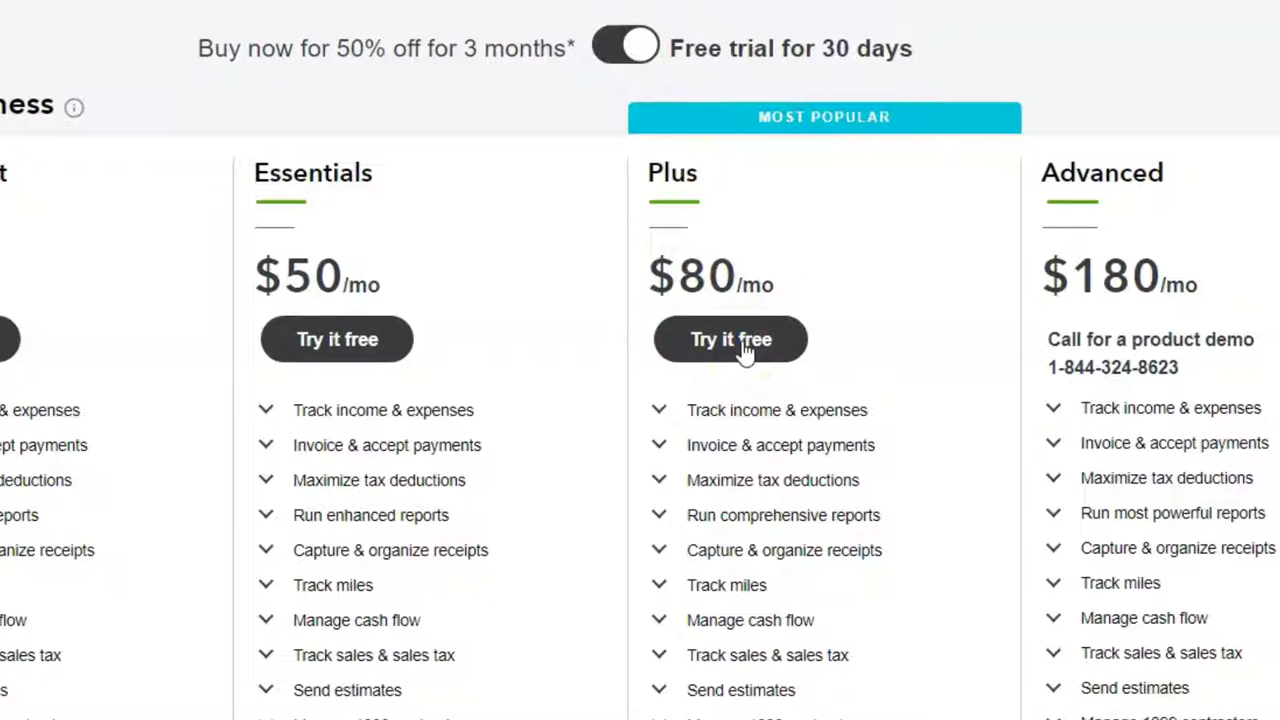 Buy now for 50% off for 3 months*
Free trial for 30 days
ness
MOST POPULAR
t
& expenses
ept payments
deductions
eports
anize receipts
flow
sales tax
s
Essentials
$50/mo
Try it free
Track income & expenses
Invoice & accept payments
Maximize tax deductions
Run enhanced reports
Capture & organize receipts
Track miles
Manage cash flow
Track sales & sales tax
Send estimates
Plus
$80/mo
Try it free
Track income & expenses
Invoice & accept payments
Maximize tax deductions
Run comprehensive reports
Capture & organize receipts
Track miles
Manage cash flow
Track sales & sales tax
Send estimates
Advanced
$180/mo
Call for a product demo
1-844-324-8623
Track income & expenses
Invoice & accept payments
Maximize tax deductions
Run most powerful reports
Capture & organize receipts
Track miles
Manage cash flow
Track sales & sales tax
Send estimates